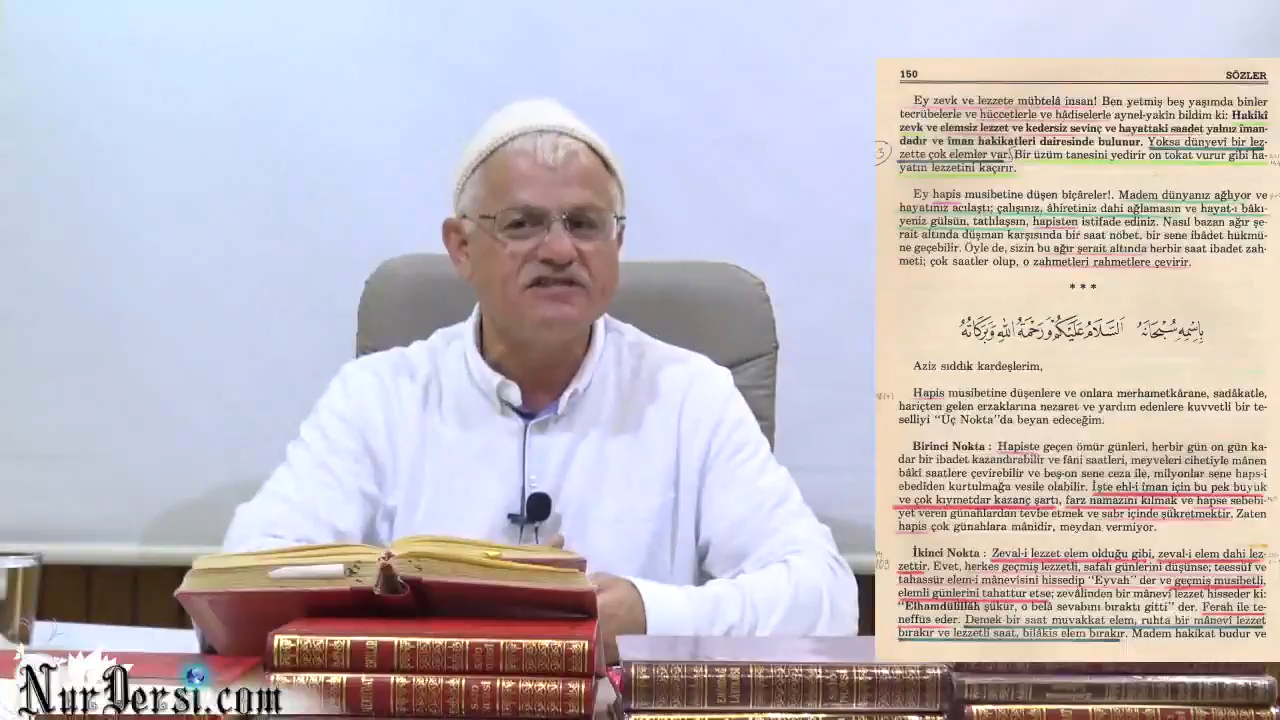 150 SÖZLER
Ey zevk ve lezzete mübtelâ insan! Ben yetmiş beş yaşımda binler
tecrübelerle ve hüccetlerle ve hâdiselerle aynel-yakîn bildim ki: Hakikî
zevk ve elemsiz lezzet ve kedersiz sevinç ve hayattaki saadet yalnız îman-
dadır ve îman hakikatleri dairesinde bulunur. Yoksa dünyevî bir lez-
zette çok elemler var. Bir üzüm tanesini yedirir on tokat vurur gibi ha-
yatın lezzetini kaçırır.
Ey hapis musibetine düşen bîçâreler!. Madem dünyanız ağlıyor ve
hayatınız acılaştı; çalışınız, âhiretiniz dahi ağlamasın ve hayat-ı bâki-
yeniz gülsün, tatlılaşsın, hapisten istifade ediniz. Nasıl bazan ağır şe-
rait altında düşman karşısında bir saat nöbet, bir sene ibâdet hükmü-
ne geçebilir. Öyle de, sizin bu ağır şerait altında herbir saat ibadet zah-
meti; çok saatler olup, o zahmetleri rahmetlere çevirir.
* * *
بِاسْمِهِ سُبْحَانَهُ اَلسَّلَامُ عَلَيْكُمْ وَرَحْمَةُ اللّٰهِ وَبَرَكَاتُهُ
Aziz sıddık kardeşlerim,
Hapis musibetine düşenlere ve onlara merhametkârane, sadâkatle,
hariçten gelen erzaklarına nezaret ve yardım edenlere kuvvetli bir te-
selliyi "Üç Nokta"da beyan edeceğim.
Birinci Nokta : Hapiste geçen ömür günleri, herbir gün on gün ka-
dar bir ibadet kazandırabilir ve fâni saatleri, meyveleri cihetiyle mânen
bâki saatlere çevirebilir ve beş-on sene ceza ile, milyonlar sene haps-i
ebedîden kurtulmağa vesile olabilir. İşte ehl-i îman için bu pek büyük
ve çok kıymetdar kazanç şartı, farz namazını kılmak ve hapse sebebi-
yet veren günahlardan tevbe etmek ve sabr içinde şükretmektir. Zaten
hapis çok günahlara mânidir, meydan vermiyor.
İkinci Nokta : Zeval-i lezzet elem olduğu gibi, zeval-i elem dahi lez-
zettir. Evet, herkes geçmiş lezzetli, safalı günlerini düşünse; teessüf ve
tahassür elem-i mânevîsini hissedip "Eyvah" der ve geçmiş musibetli,
elemli günlerini tahattur etse; zevâlinden bir mânevî lezzet hisseder ki:
"Elhamdülillâh şükür, o belâ sevabını bıraktı gitti" der. Ferah ile te-
neffüs eder. Demek bir saat muvakkat elem, ruhta bir mânevî lezzet
bırakır ve lezzetli saat, bilâkis elem bırakır. Madem hakikat budur ve
NurDersi.com